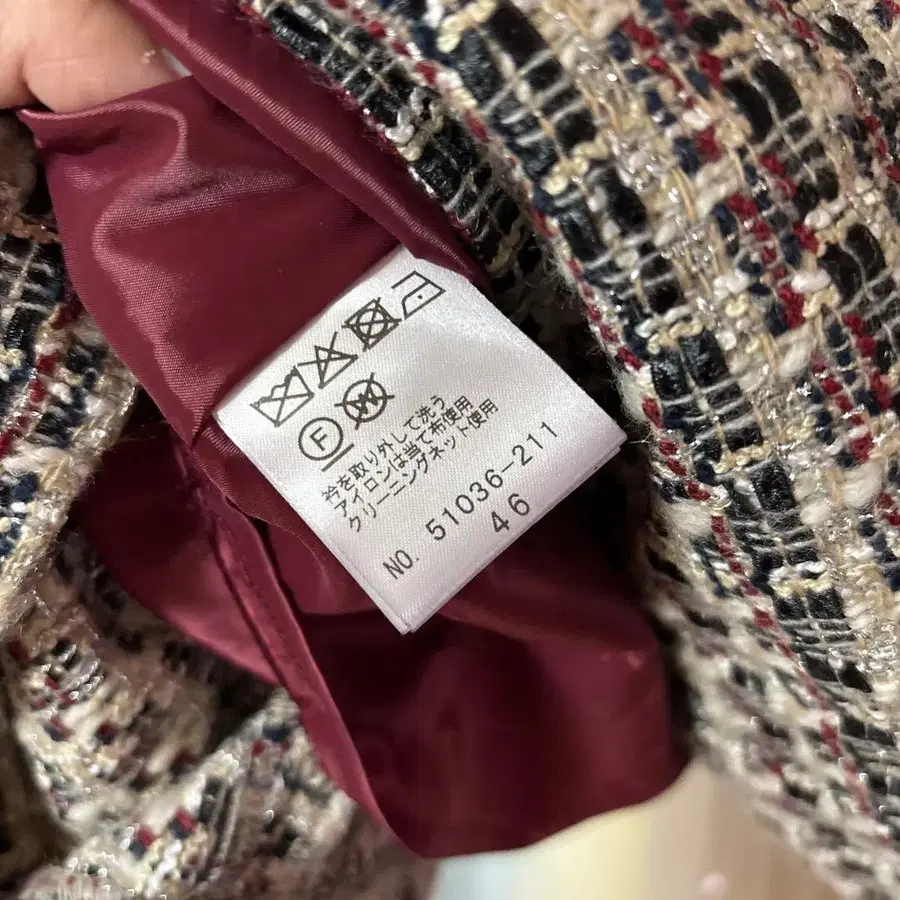 F W
衿を取り外して洗う
アイロンは当て布使用
クリーニングネット使用
NO. 51036-211
46